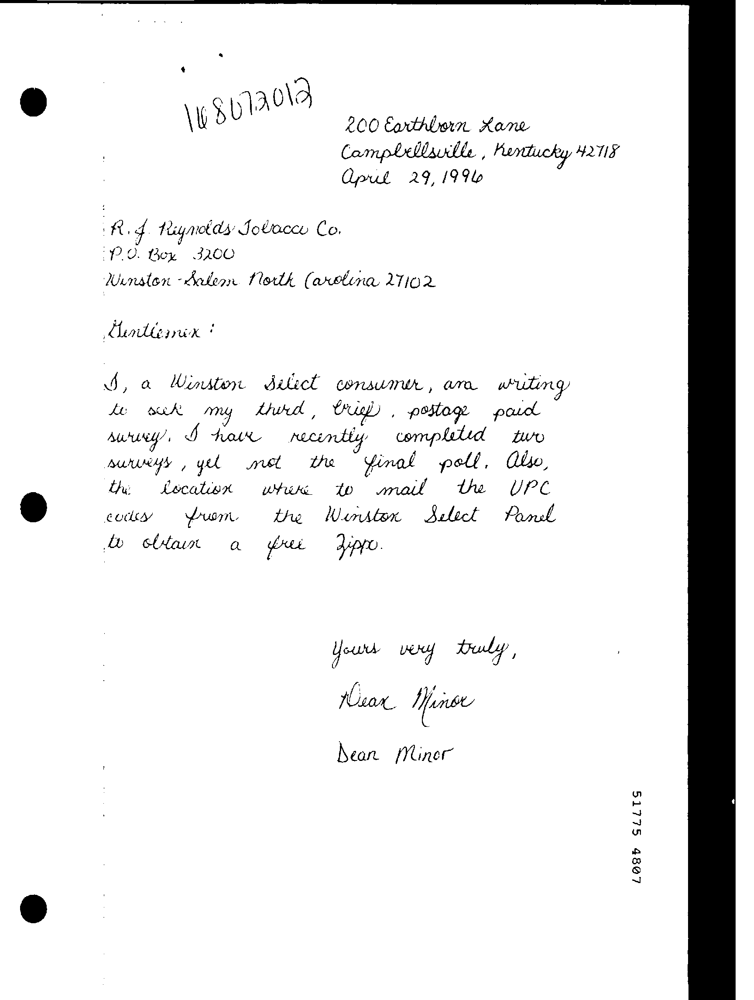 168072012
200 Earthborn Lane
Campbellsville, Kentucky 42718
April 29, 1996
R.J. Reynolds Tobacco Co.
P.O. Box 3200
Winston-Salem North Carolina 27102
Gentlemen:
I, a Winston Select consumer, am writing
to seek my third, brief, postage paid
survey. I have recently completed two
surveys, yet not the final poll. Also,
the location where to mail the UPC
codes from the Winston Select Panel
to obtain a free Zippo.
Yours very truly,
Dean Minor
Dean Minor
51775 4807